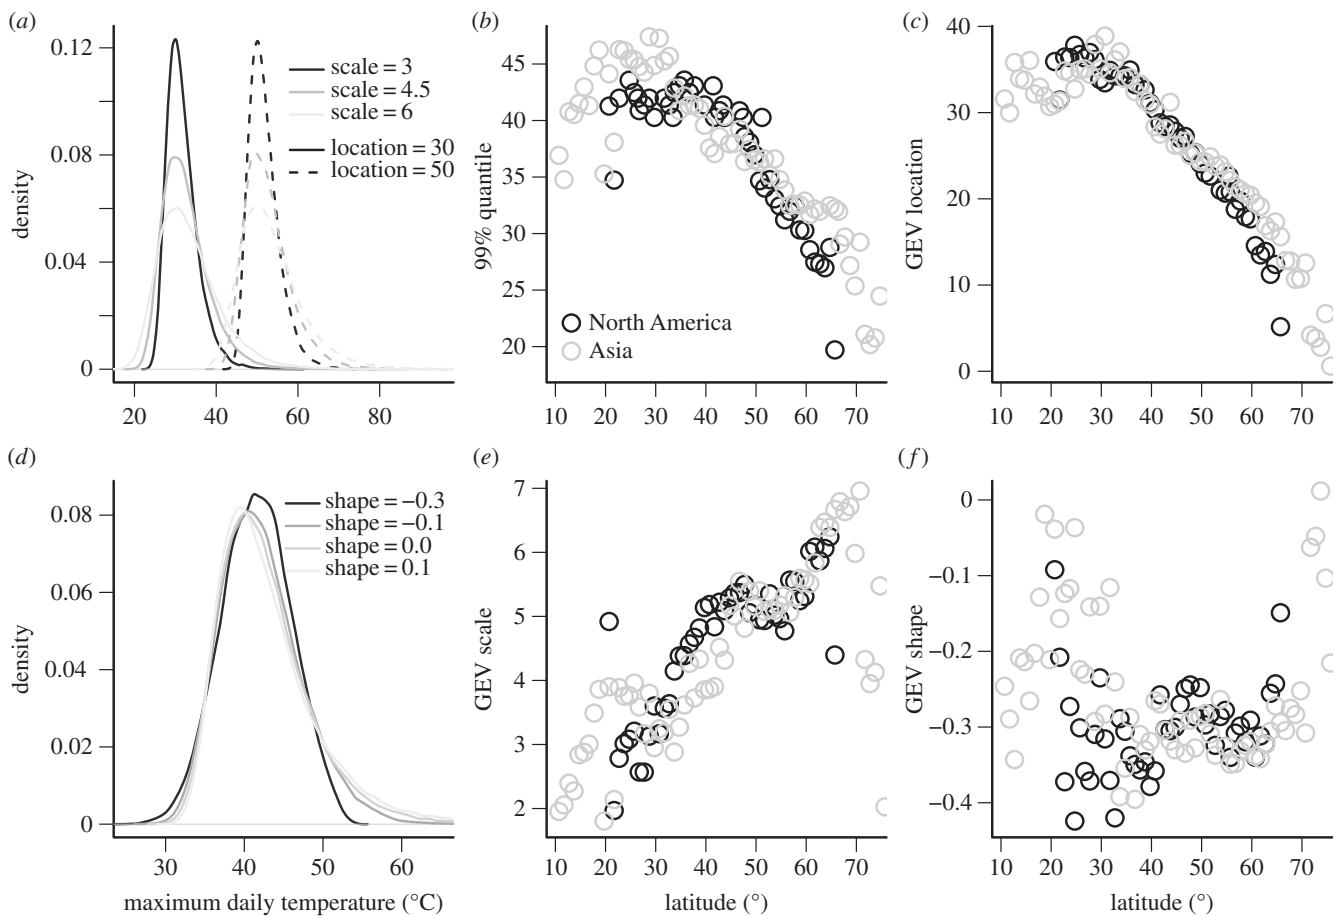 (a)
0.12
0.08
0.04
0
density
scale = 3
scale = 4.5
scale = 6
location = 30
location = 50
20 40 60 80
(b)
45
40
35
30
25
20
99% quantile
North America
Asia
10 20 30 40 50 60 70
(c)
40
30
20
10
0
GEV location
10 20 30 40 50 60 70
(d)
0.08
0.06
0.04
0.02
0
density
shape = −0.3
shape = −0.1
shape = 0.0
shape = 0.1
30 40 50 60
maximum daily temperature (°C)
(e)
7
6
5
4
3
2
GEV scale
10 20 30 40 50 60 70
latitude (°)
(f)
0
−0.1
−0.2
−0.3
−0.4
GEV shape
10 20 30 40 50 60 70
latitude (°)